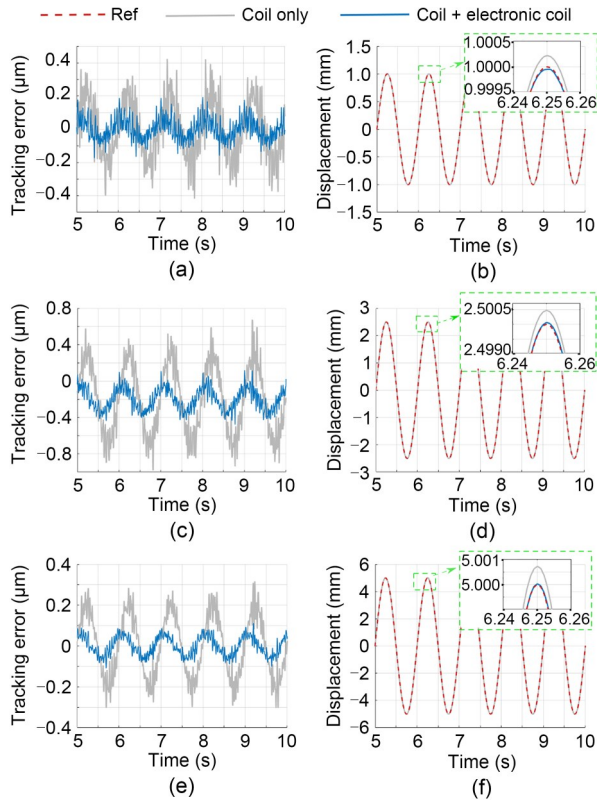 Ref Coil only Coil + electronic coil
Tracking error (μm)
0.4
0.2
0
−0.2
−0.4
5 6 7 8 9 10
Time (s)
(a)
Displacement (mm)
1.5
1.0
0.5
0
−0.5
−1.0
−1.5
5 6 7 8 9 10
Time (s)
(b)
1.0005
1.0000
0.9995
6.24 6.25 6.26
Tracking error (μm)
0.8
0.4
0
−0.4
−0.8
5 6 7 8 9 10
Time (s)
(c)
Displacement (mm)
3
2
1
0
−1
−2
−3
5 6 7 8 9 10
Time (s)
(d)
2.5005
2.4990
6.24 6.25 6.26
Tracking error (μm)
0.4
0.2
0
−0.2
−0.4
5 6 7 8 9 10
Time (s)
(e)
Displacement (mm)
6
4
2
0
−2
−4
−6
5 6 7 8 9 10
Time (s)
(f)
5.001
5.000
6.24 6.25 6.26